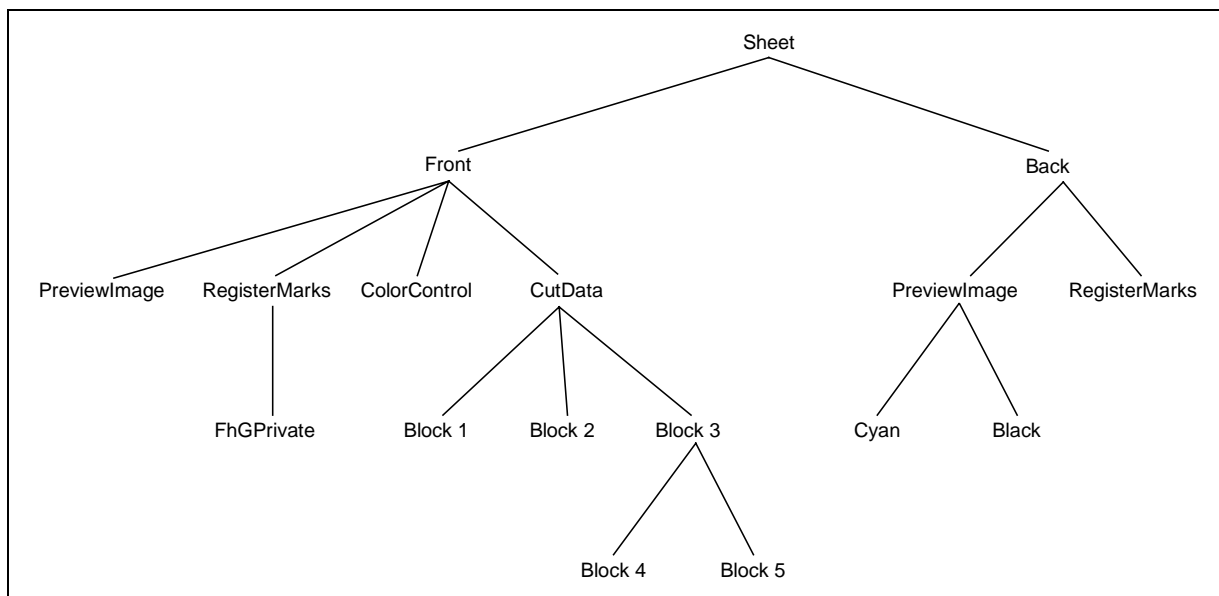 Sheet
Front Back
PreviewImage RegisterMarks ColorControl CutData PreviewImage RegisterMarks
FhGPrivate Block 1 Block 2 Block 3 Cyan Black
Block 4 Block 5